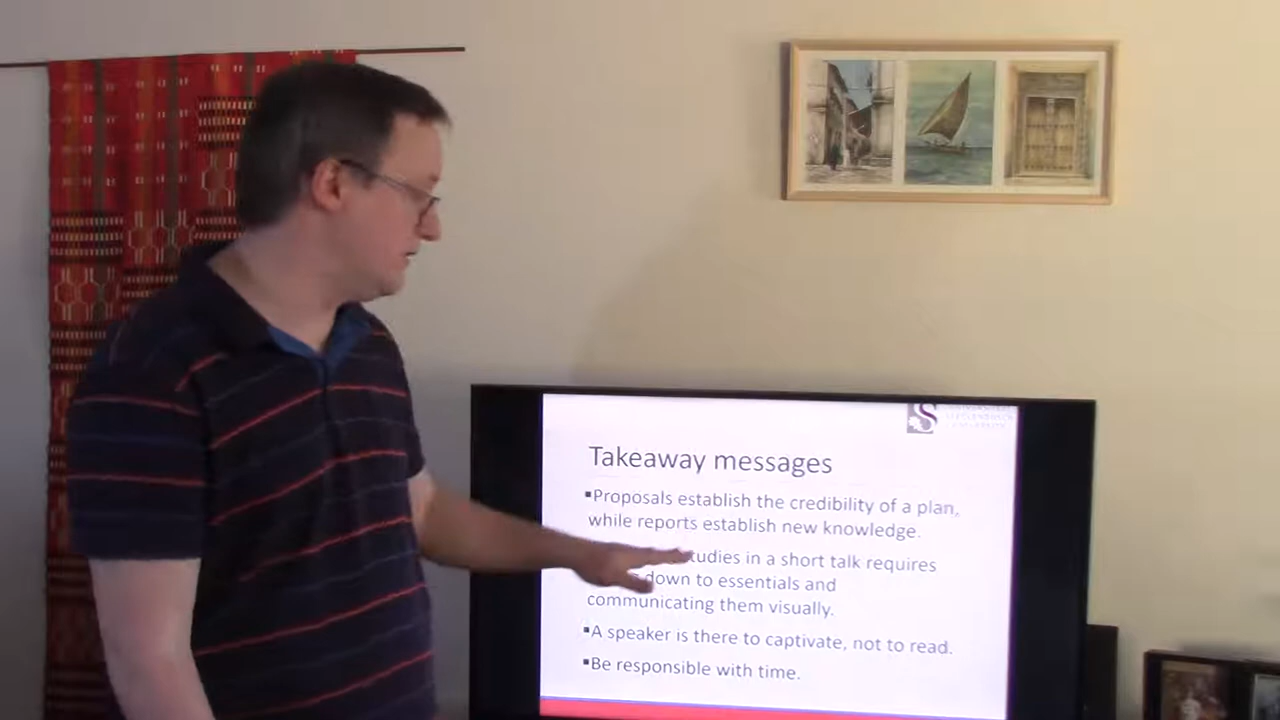 UNIVERSITY
Takeaway messages
▪Proposals establish the credibility of a plan,
while reports establish new knowledge.
in a short talk requires
down to essentials and
communicating them visually.
▪A speaker is there to captivate, not to read.
▪Be responsible with time.